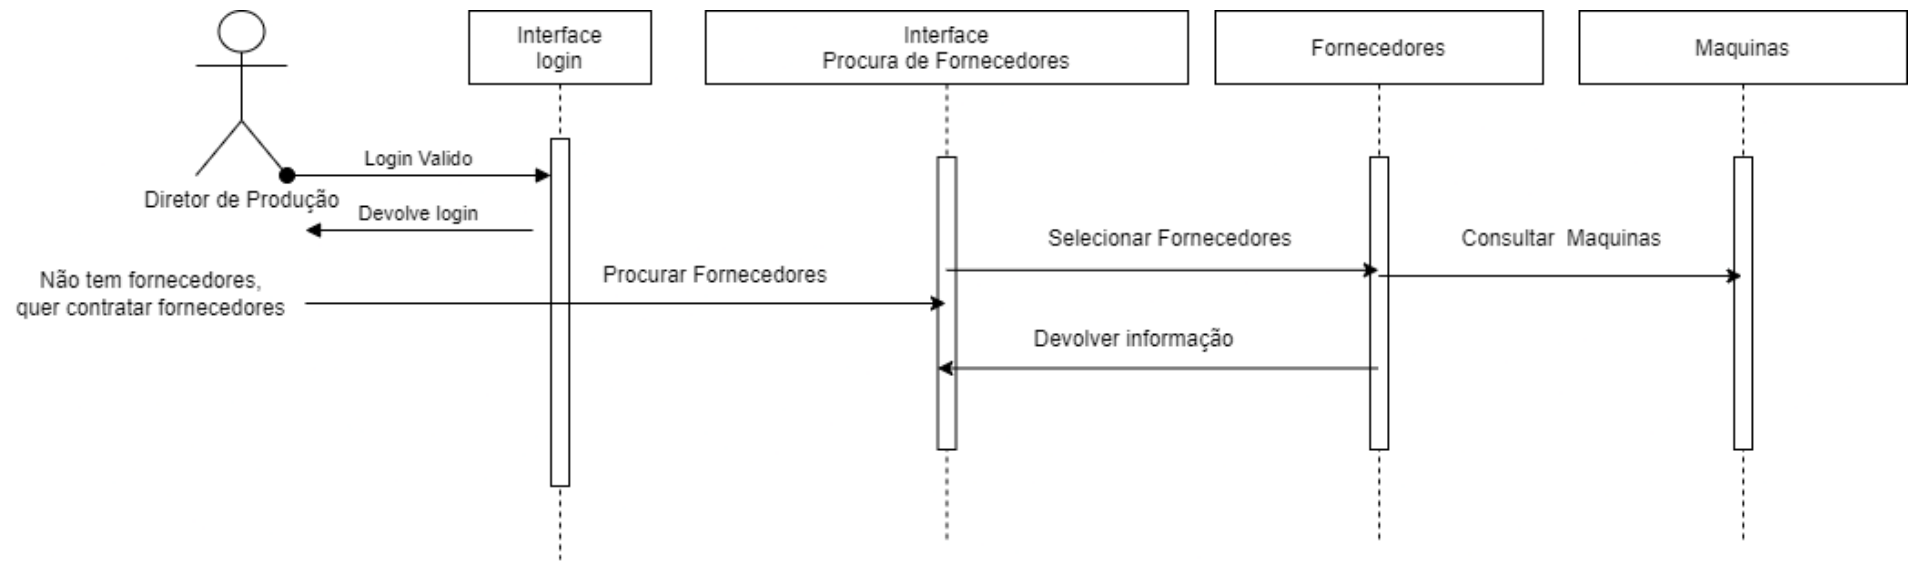 Interface
login
Interface
Procura de Fornecedores
Fornecedores
Maquinas
Login Valido
Diretor de Produção
Devolve login
Selecionar Fornecedores
Consultar  Maquinas
Não tem fornecedores,
quer contratar fornecedores
Procurar Fornecedores
Devolver informação